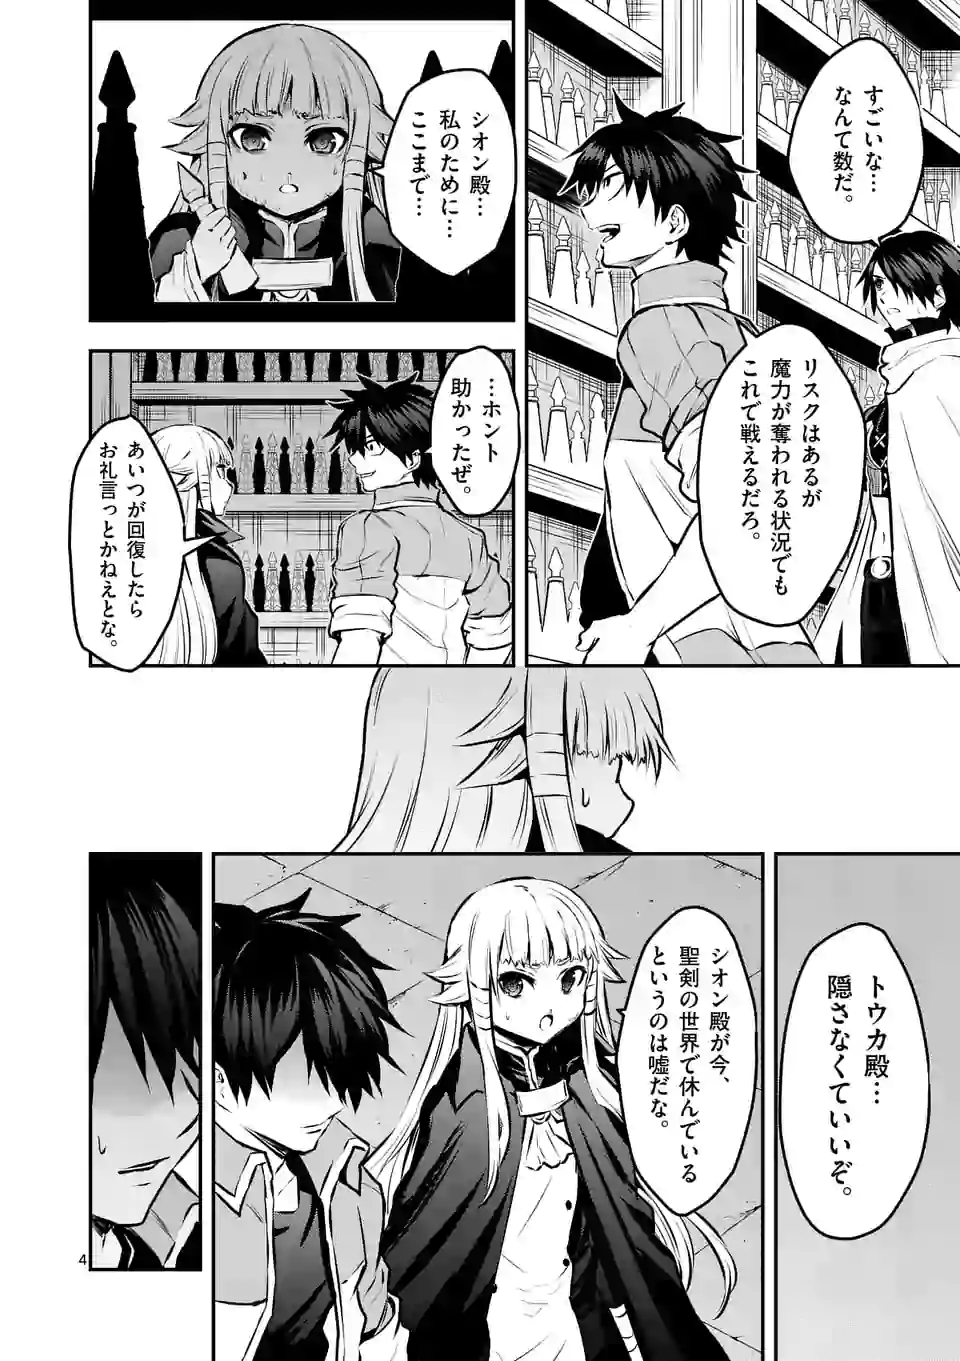 すごいな…
なんて数だ。
リスクはあるが
魔力が奪われる状況でも
これで戦えるだろ。
シオン殿…
私のために…
ここまで…
…ホント
助かったぜ。
あいつが回復したら
お礼言っとかねえとな。
トウカ殿…
隠さなくていいぞ。
シオン殿が今、
聖剣の世界で休んでいる
というのは嘘だな。
4